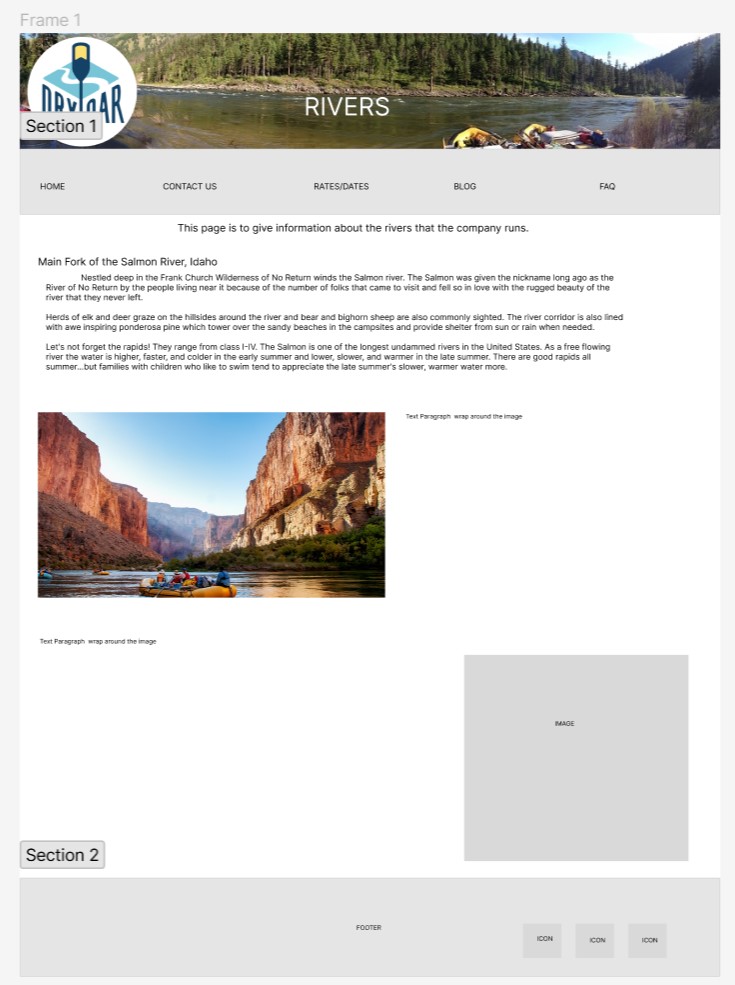 Frame 1
DRY OAR
RIVERS
Section 1
HOME CONTACT US RATES/DATES BLOG FAQ
This page is to give information about the rivers that the company runs.
Main Fork of the Salmon River, Idaho
Nestled deep in the Frank Church Wilderness of No Return winds the Salmon river. The Salmon was given the nickname long ago as the
River of No Return by the people living near it because of the number of folks that came to visit and fell so in love with the rugged beauty of the
river that they never left.
Herds of elk and deer graze on the hillsides around the river and bear and bighorn sheep are also commonly sighted. The river corridor is also lined
with awe inspiring ponderosa pine which tower over the sandy beaches in the campsites and provide shelter from sun or rain when needed.
Let's not forget the rapids! They range from class I-IV. The Salmon is one of the longest undammed rivers in the United States. As a free flowing
river the water is higher, faster, and colder in the early summer and lower, slower, and warmer in the late summer. There are good rapids all
summer...but families with children who like to swim tend to appreciate the late summer's slower, warmer water more.
Text Paragraph wrap around the image
Text Paragraph wrap around the image
IMAGE
Section 2
FOOTER
ICON ICON ICON